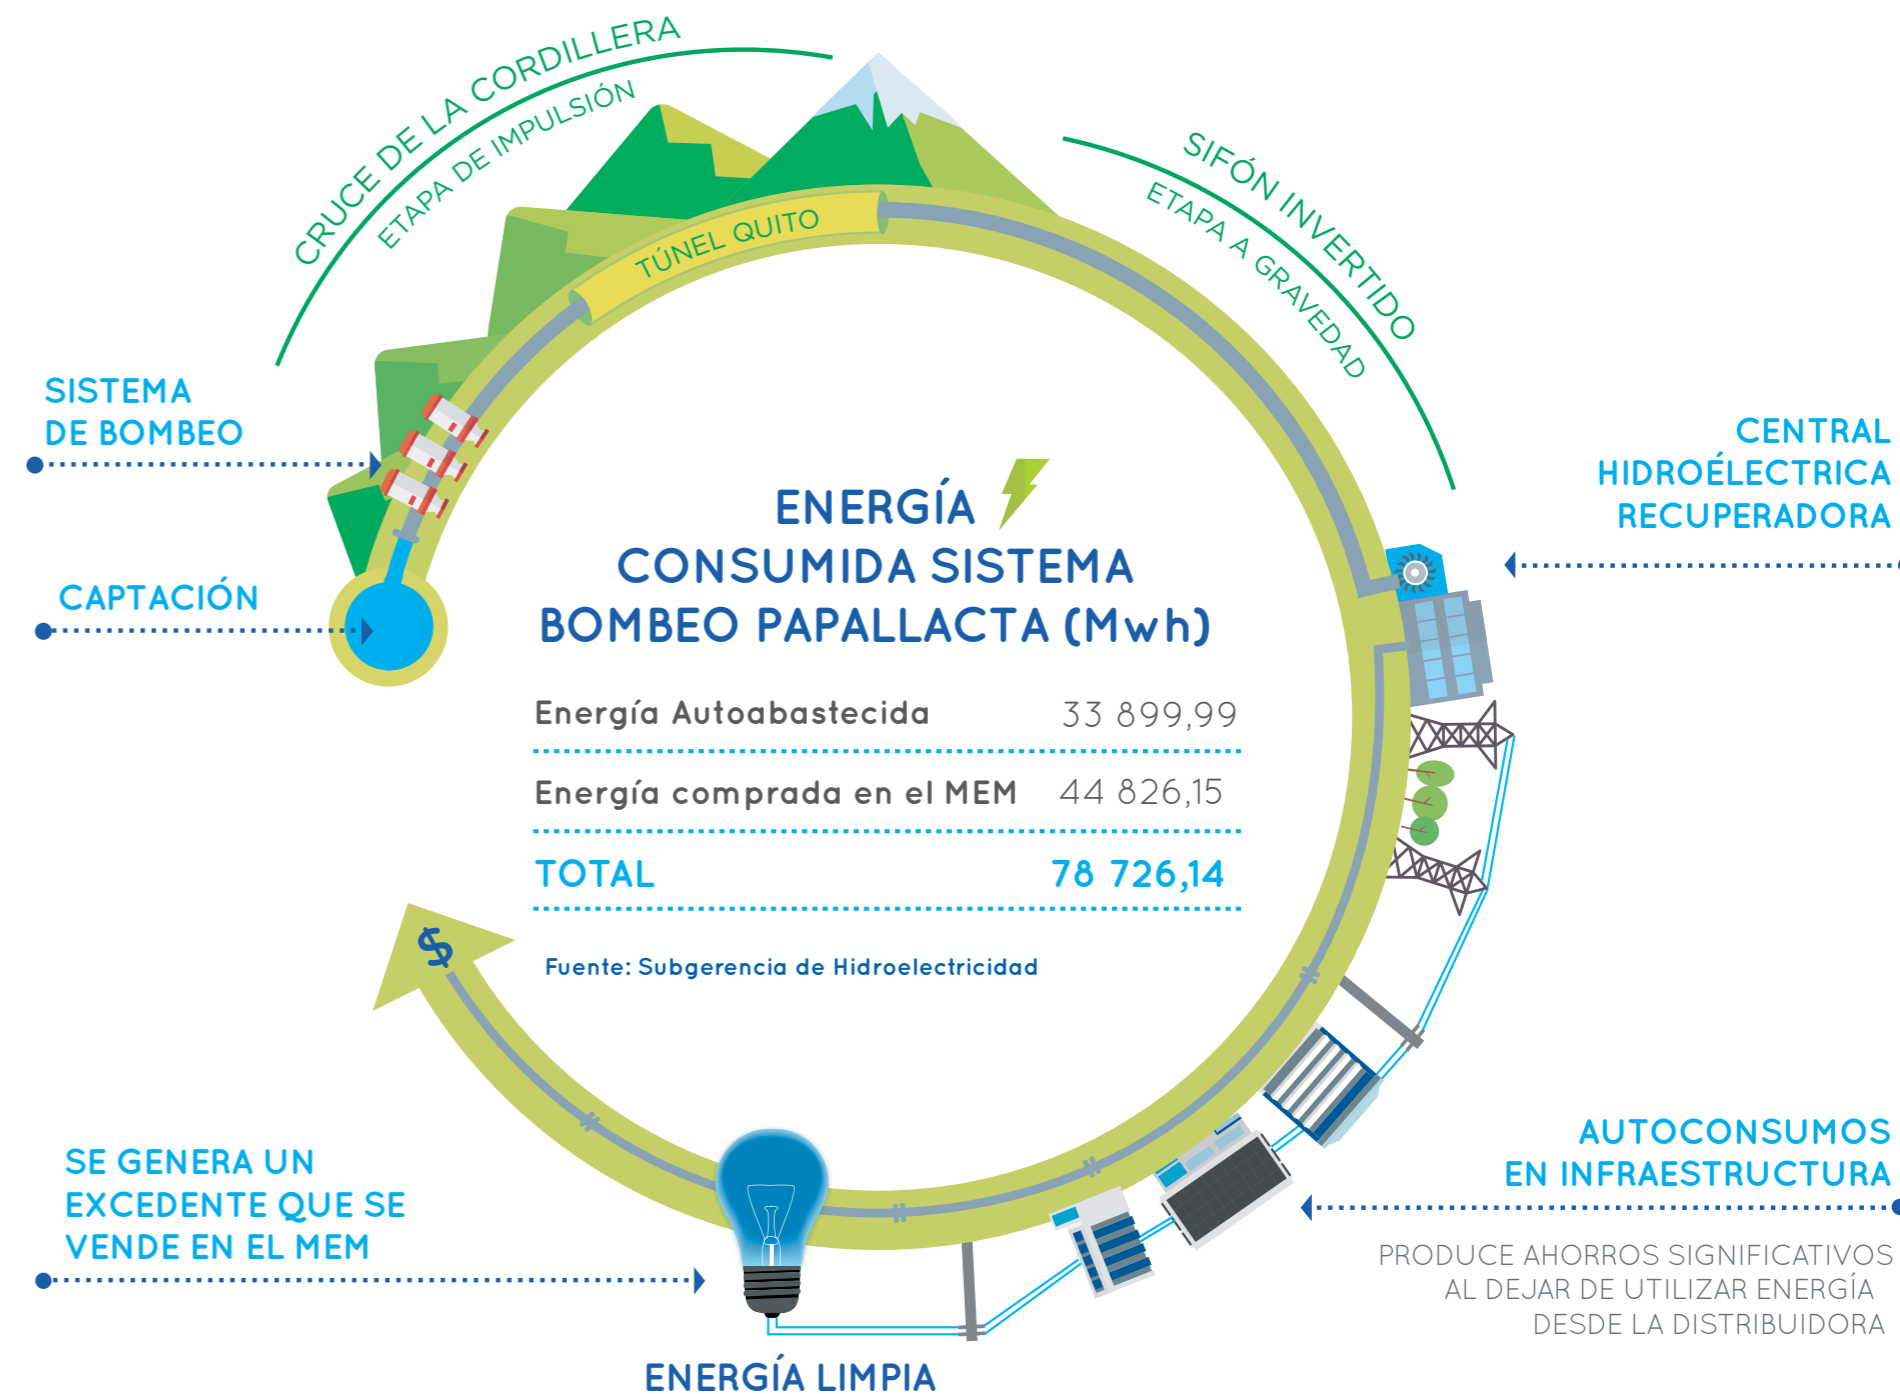 CRUCE DE LA CORDILLERA
ETAPA DE IMPULSIÓN
TÚNEL QUITO
SIFÓN INVERTIDO
ETAPA A GRAVEDAD
SISTEMA
DE BOMBEO
CAPTACIÓN
CENTRAL
HIDROÉLECTRICA
RECUPERADORA
ENERGÍA
CONSUMIDA SISTEMA
BOMBEO PAPALLACTA (Mwh)
Energía Autoabastecida 33 899,99
Energía comprada en el MEM 44 826,15
TOTAL 78 726,14
Fuente: Subgerencia de Hidroelectricidad
$
SE GENERA UN
EXCEDENTE QUE SE
VENDE EN EL MEM
AUTOCONSUMOS
EN INFRAESTRUCTURA
PRODUCE AHORROS SIGNIFICATIVOS
AL DEJAR DE UTILIZAR ENERGÍA
DESDE LA DISTRIBUIDORA
ENERGÍA LIMPIA